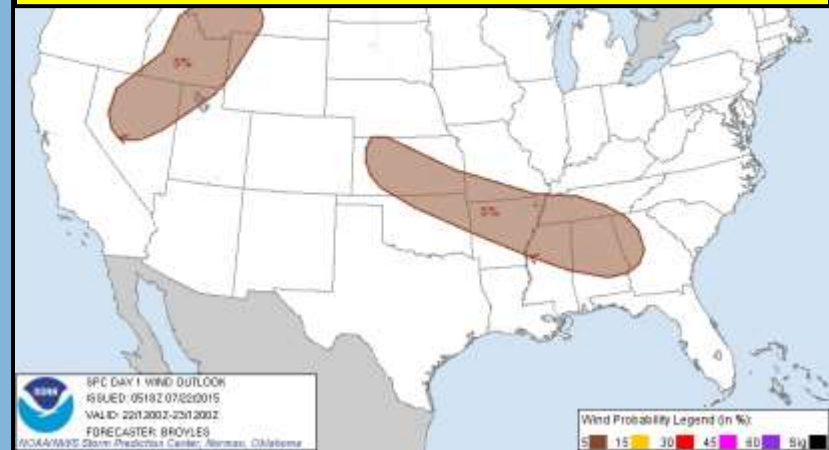 5%
5%
NOAA
SPC DAY 1 WIND OUTLOOK
ISSUED: 0518Z 07/22/2015
VALID: 221200Z-231200Z
FORECASTER: BROYLES
NOAA/NWS Storm Prediction Center, Norman, Oklahoma
Wind Probability Legend (in %):
5 15 30 45 60 Sig